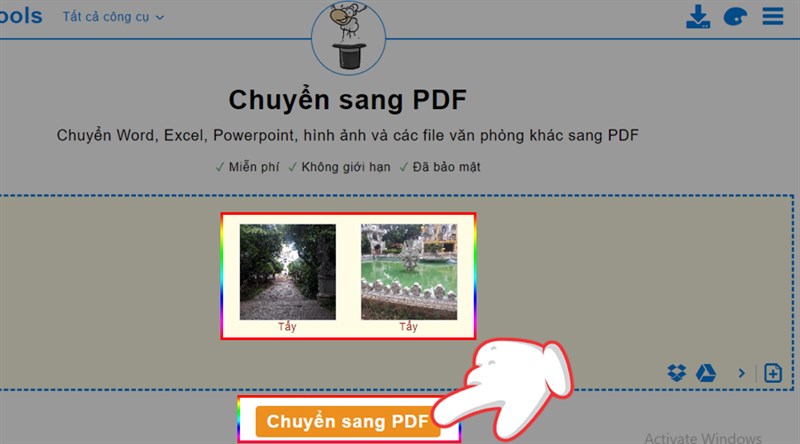 ools
Tất cả công cụ
Chuyển sang PDF
Chuyển Word, Excel, Powerpoint, hình ảnh và các file văn phòng khác sang PDF
✓ Miễn phí ✓ Không giới hạn ✓ Đã bảo mật
Tẩy Tẩy
Chuyển sang PDF
Activate Windows